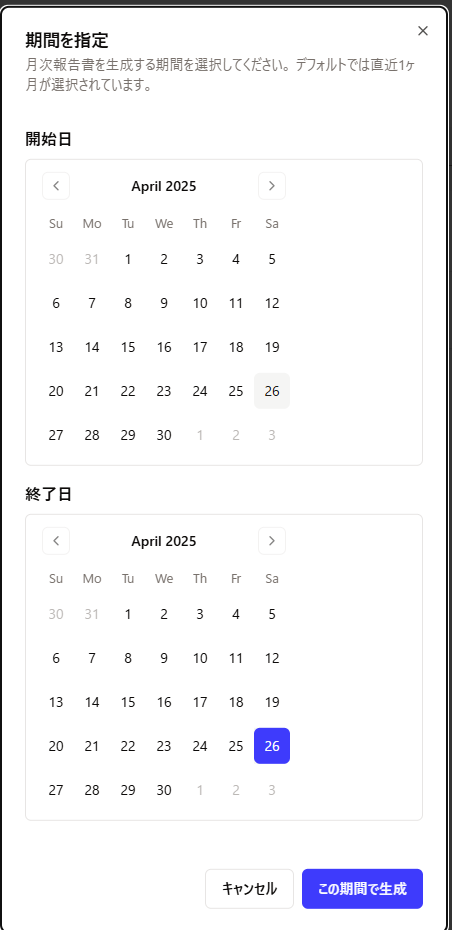 期間を指定
月次報告書を生成する期間を選択してください。デフォルトでは直近1ヶ
月が選択されています。
開始日
April 2025
Su Mo Tu We Th Fr Sa
30 31 1 2 3 4 5
6 7 8 9 10 11 12
13 14 15 16 17 18 19
20 21 22 23 24 25 26
27 28 29 30 1 2 3
終了日
April 2025
Su Mo Tu We Th Fr Sa
30 31 1 2 3 4 5
6 7 8 9 10 11 12
13 14 15 16 17 18 19
20 21 22 23 24 25 26
27 28 29 30 1 2 3
キャンセル この期間で生成